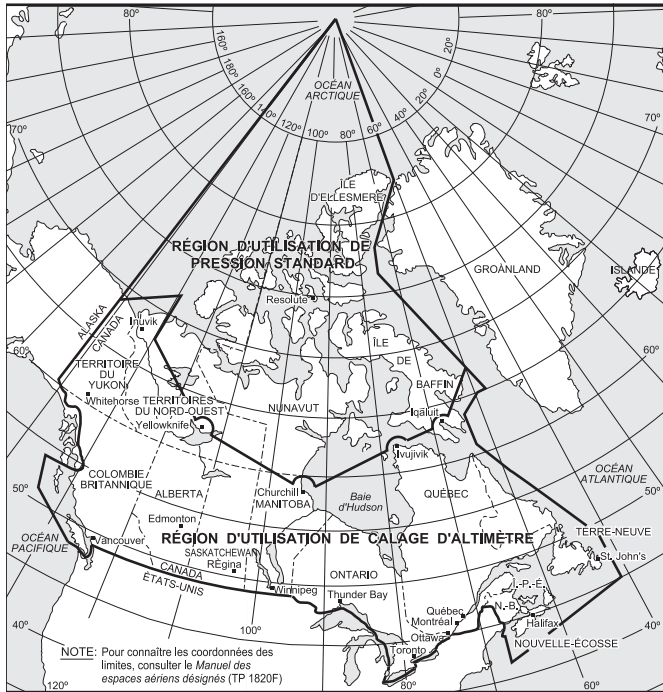 80°
80°
160°
180°
160°
140°
120°
100°
80°
60°
40°
20°
0°
20°
70°
70°
OCÉAN
ARCTIQUE
ÎLE
D'ELLESMERE
RÉGION D'UTILISATION DE
PRESSION STANDARD
GROÀNLAND
ISLANDE
Resolute
ALASKA
CANADA
Inuvik
60°
60°
TERRITOIRE
DU
YUKON
Whitehorse
TERRITOIRES
DU NORD-OUEST
Yellowknife
NUNAVUT
ÎLE
DE
BAFFIN
Iqaluit
Ivujivik
COLOMBIE
BRITANNIQUE
ALBERTA
Churchill
MANITOBA
Baie
d'Hudson
QUÉBEC
OCÉAN
ATLANTIQUE
50°
50°
Edmonton
RÉGION D'UTILISATION DE CALAGE D'ALTIMÈTRE
TERRE-NEUVE
St. John's
OCÉAN
PACIFIQUE
Vancouver
SASKATCHEWAN
RÈgina
CANADA
ÉTATS-UNIS
Winnipeg
ONTARIO
Thunder Bay
Î.-P.-É.
N.-B.
Québec
Montréal
Ottawa
Toronto
Halifax
NOUVELLE-ÉCOSSE
40°
40°
100°
120°
80°
60°
NOTE: Pour connaître les coordonnées des
limites, consulter le Manuel des
espaces aériens désignés (TP 1820F)